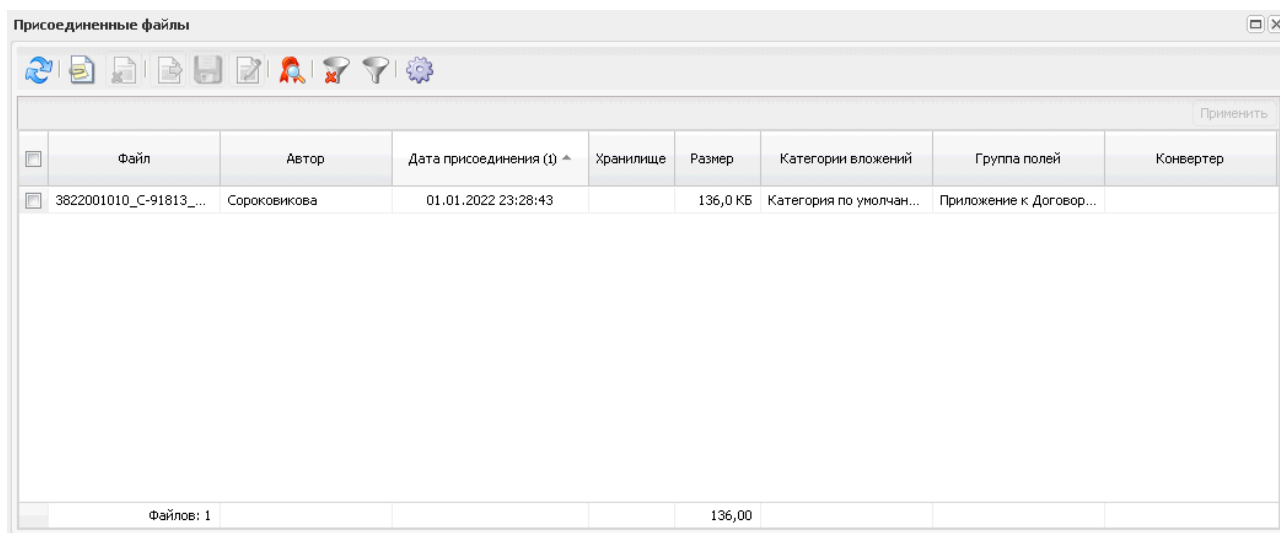 Присоединенные файлы
Применить
Файл Автор Дата присоединения (1) Хранилище Размер Категории вложений Группа полей Конвертер
3822001010_C-91813_... Сороковикова 01.01.2022 23:28:43 136,0 КБ Категория по умолчан... Приложение к Договор...
Файлов: 1 136,00